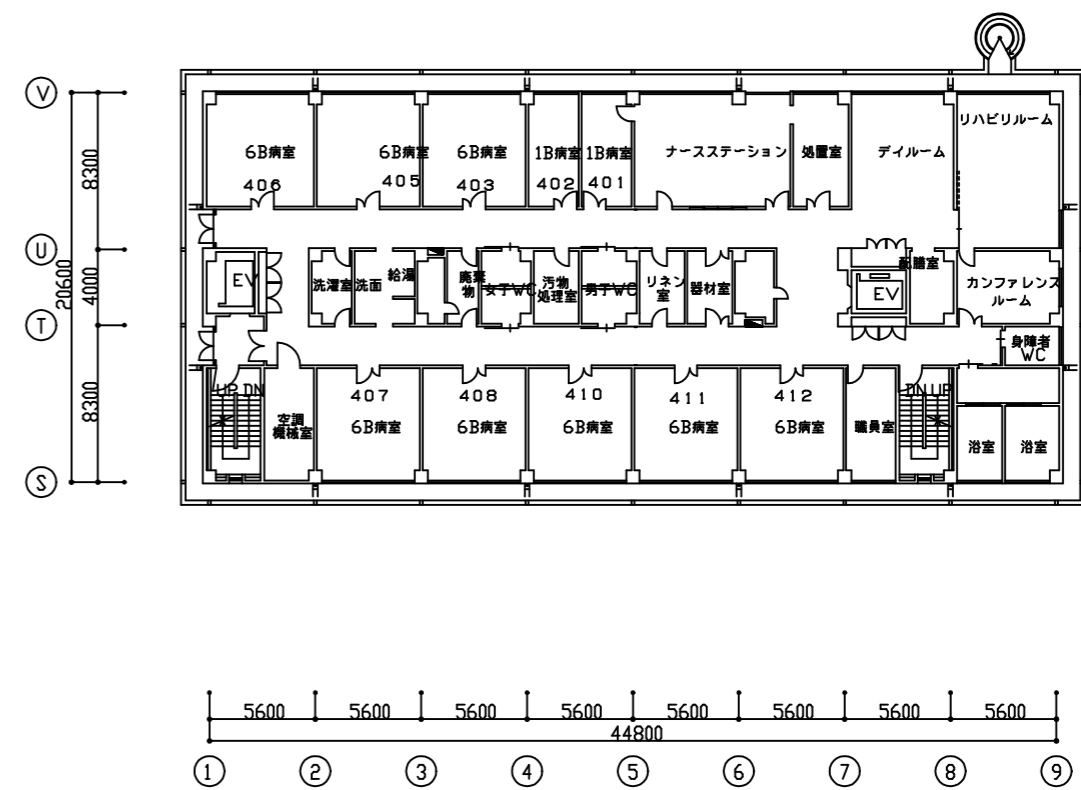 V
U
T
S
8300
4000
8300
20600
6B病室
406
6B病室
405
6B病室
403
1B病室
402
1B病室
401
ナースステーション
処置室
デイルーム
リハビリルーム
EV
洗濯室
洗面
給湯
廃棄
物
女子WC
汚物
処理室
男子WC
リネン
室
器材室
EV
配膳室
カンファレンス
ルーム
身障者
WC
UP DN
空調
機械室
407
6B病室
408
6B病室
410
6B病室
411
6B病室
412
6B病室
職員室
DN UP
浴室
浴室
5600
5600
5600
5600
5600
5600
5600
5600
44800
1
2
3
4
5
6
7
8
9